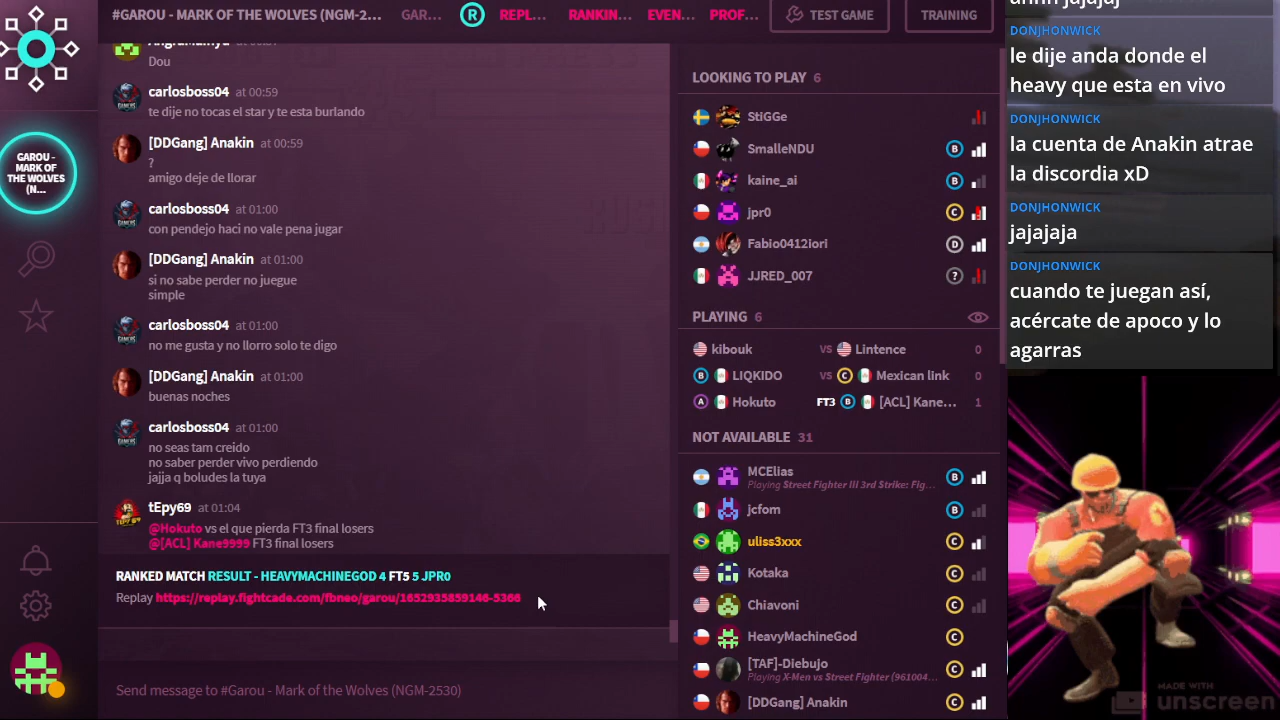 #GAROU - MARK OF THE WOLVES (NGM-2...
GAR...
R
REPL...
RANKIN...
EVEN...
PROF...
TEST GAME
TRAINING
GAROU -
MARK OF
THE WOLVES
(N...
Dou
carlosboss04 at 00:59
te dije no tocas el star y te esta burlando
[DDGang] Anakin at 00:59
?
amigo deje de llorar
carlosboss04 at 01:00
con pendejo haci no vale pena jugar
[DDGang] Anakin at 01:00
si no sabe perder no juegue
simple
carlosboss04 at 01:00
no me gusta y no llorro solo te digo
[DDGang] Anakin at 01:00
buenas noches
carlosboss04 at 01:00
no seas tam creido
no saber perder vivo perdiendo
jajja q boludes la tuya
tEpy69 at 01:04
@Hokuto vs el que pierda FT3 final losers
@[ACL] Kane9999 FT3 final losers
RANKED MATCH RESULT - HEAVYMACHINEGOD 4 FT5 5 JPR0
Replay https://replay.fightcade.com/fbneo/garou/1652935859146-5366
Send message to #Garou - Mark of the Wolves (NGM-2530)
LOOKING TO PLAY 6
StIGGe
SmalleNDU B
kaine_ai B
jpr0 C
Fabio0412iori D
JJRED_007 ?
PLAYING 6
kibouk VS Lintence 0
B LIQKIDO VS C Mexican link 0
A Hokuto FT3 B [ACL] Kane... 1
NOT AVAILABLE 31
MCElias B
Playing Street Fighter III 3rd Strike: Fig...
jcfom B
uliss3xxx C
Kotaka C
Chiavoni C
HeavyMachineGod C
[TAF]-Diebujo C
Playing X-Men vs Street Fighter (961004...
[DDGang] Anakin C
DONJHONWICK
le dije anda donde el
heavy que esta en vivo
DONJHONWICK
la cuenta de Anakin atrae
la discordia xD
DONJHONWICK
jajajaja
DONJHONWICK
cuando te juegan así,
acércate de apoco y lo
agarras
MADE WITH
unscreen